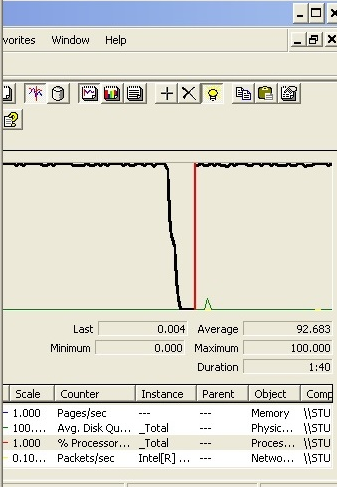 vorites Window Help
Last 0.004 Average 92.683
Minimum 0.000 Maximum 100.000
Duration 1:40
Scale Counter Instance Parent Object Comp
1.000 Pages/sec --- --- Memory \\STU
100.... Avg. Disk Qu... _Total --- Physic... \\STU
1.000 % Processor... _Total --- Proces... \\STU
0.10... Packets/sec Intel[R] ... --- Netwo... \\STU